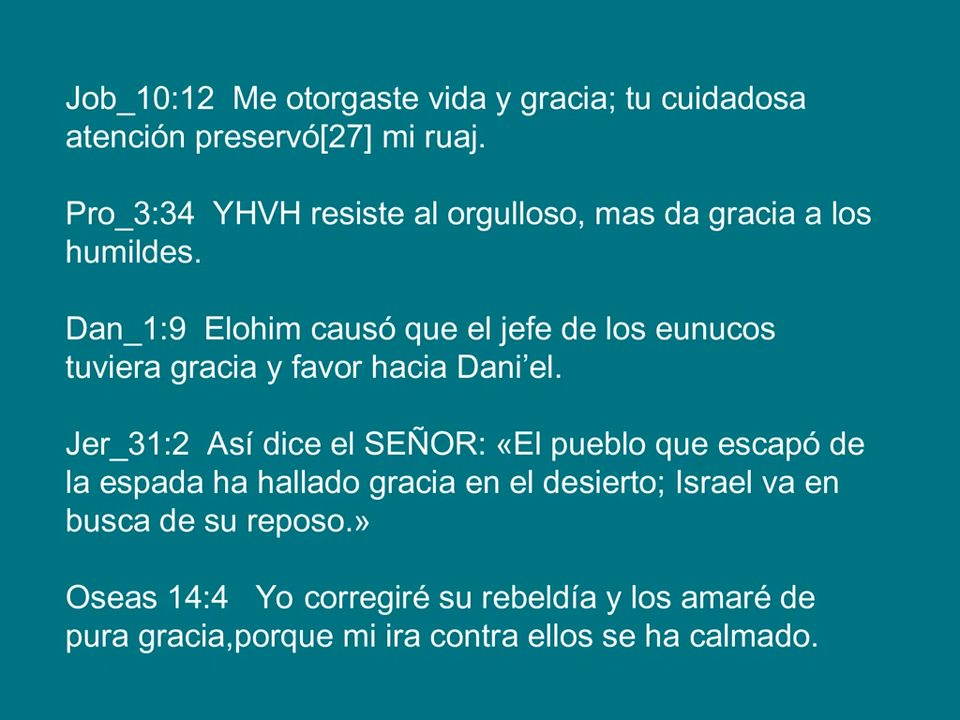 Job_10:12  Me otorgaste vida y gracia; tu cuidadosa
atención preservó[27] mi ruaj.
Pro_3:34  YHVH resiste al orgulloso, mas da gracia a los
humildes.
Dan_1:9  Elohim causó que el jefe de los eunucos
tuviera gracia y favor hacia Dani’el.
Jer_31:2  Así dice el SEÑOR: «El pueblo que escapó de
la espada ha hallado gracia en el desierto; Israel va en
busca de su reposo.»
Oseas 14:4   Yo corregiré su rebeldía y los amaré de
pura gracia,porque mi ira contra ellos se ha calmado.